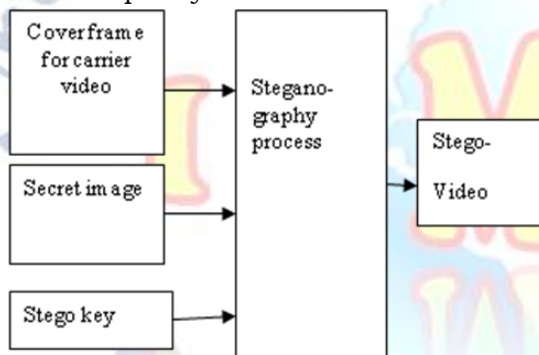 Coverframe
for carrier
video
Secret image
Stego key
Stegano-
graphy
process
Stego-
Video